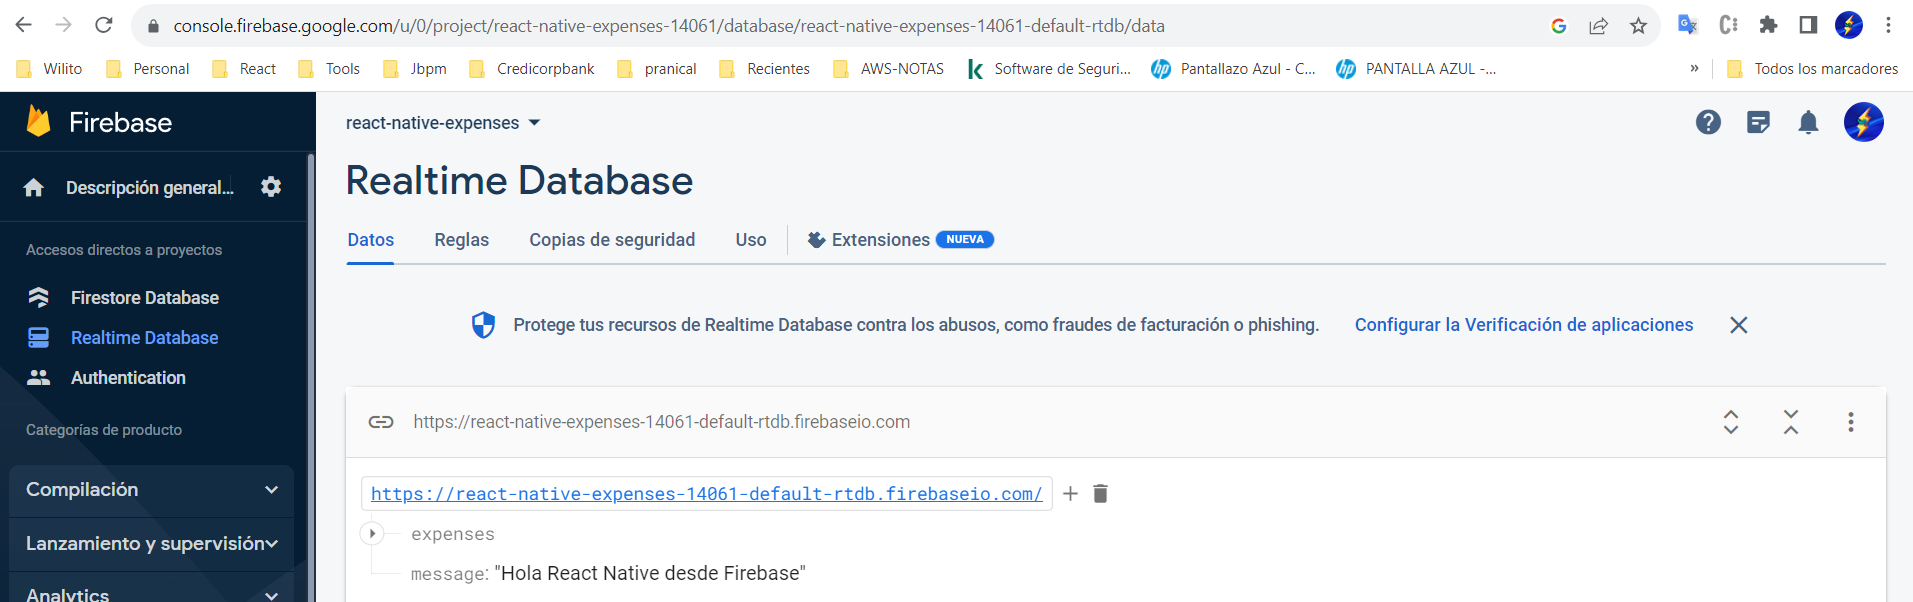 console.firebase.google.com/u/0/project/react-native-expenses-14061/database/react-native-expenses-14061-default-rtdb/data
Wilito Personal React Tools Jbpm Credicorpbank pranical Recientes AWS-NOTAS Software de Seguri... Pantallazo Azul - C... PANTALLA AZUL -... » Todos los marcadores
Firebase
Descripción general...
Accesos directos a proyectos
Firestore Database
Realtime Database
Authentication
Categorías de producto
Compilación
Lanzamiento y supervisión
Analytics
react-native-expenses
Realtime Database
Datos Reglas Copias de seguridad Uso Extensiones NUEVA
Protege tus recursos de Realtime Database contra los abusos, como fraudes de facturación o phishing. Configurar la Verificación de aplicaciones
https://react-native-expenses-14061-default-rtdb.firebaseio.com
https://react-native-expenses-14061-default-rtdb.firebaseio.com/
expenses
message: "Hola React Native desde Firebase"